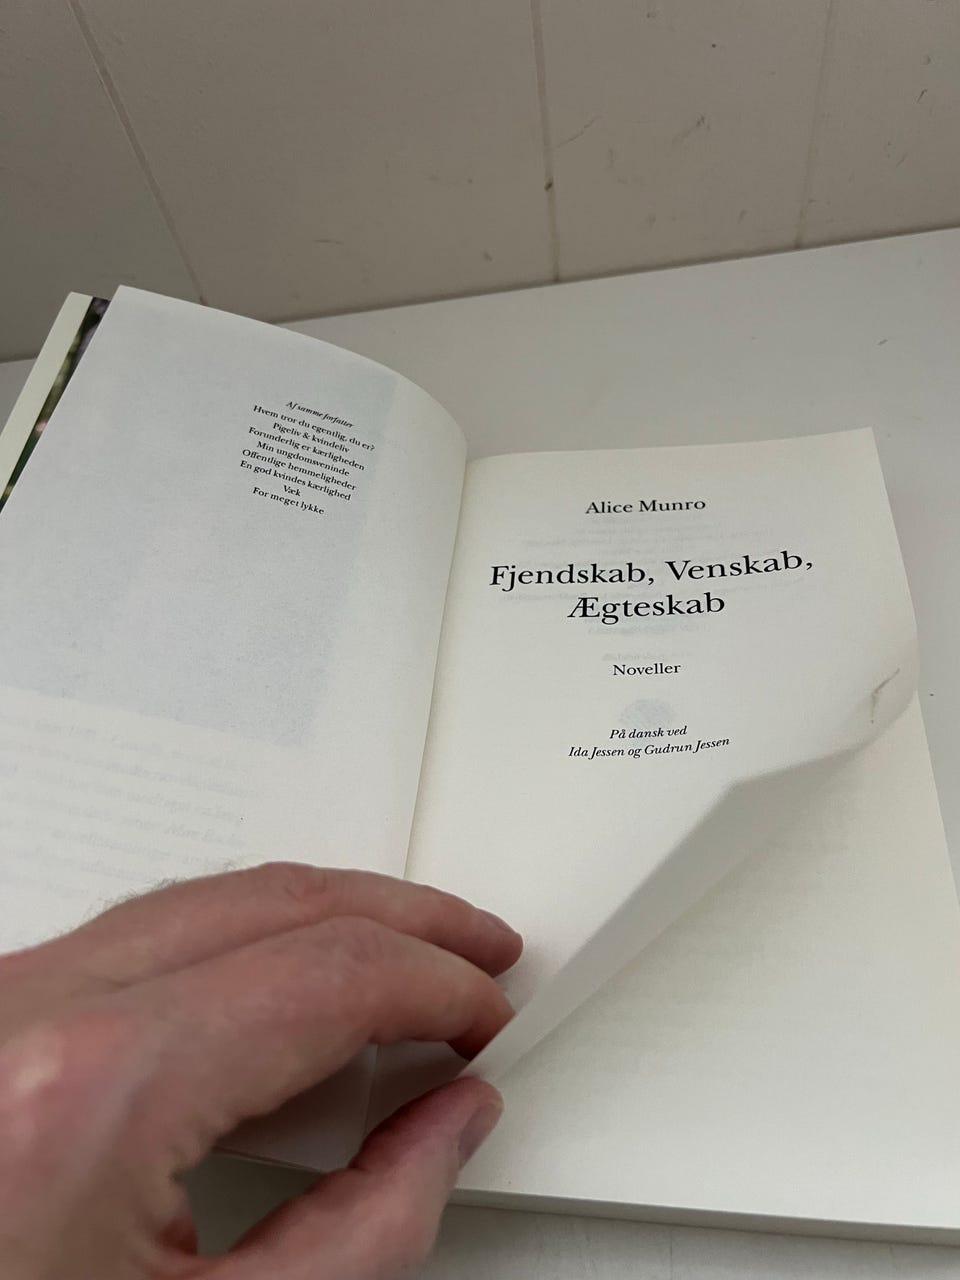 Af samme forfatter
Hvem tror du egentlig, du er?
Pigeliv & kvindeliv
Forunderlig er kærligheden
Min ungdomsveninde
Offentlige hemmeligheder
En god kvindes kærlighed
Væk
For meget lykke
Alice Munro
Fjendskab, Venskab,
Ægteskab
Noveller
På dansk ved
Ida Jessen og Gudrun Jessen